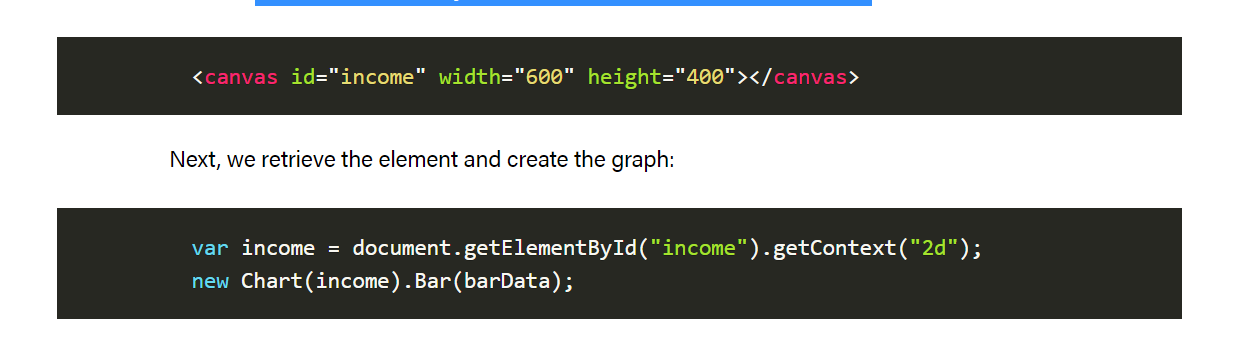 <canvas id="income" width="600" height="400"></canvas>
Next, we retrieve the element and create the graph:
var income = document.getElementById("income").getContext("2d");
new Chart(income).Bar(barData);